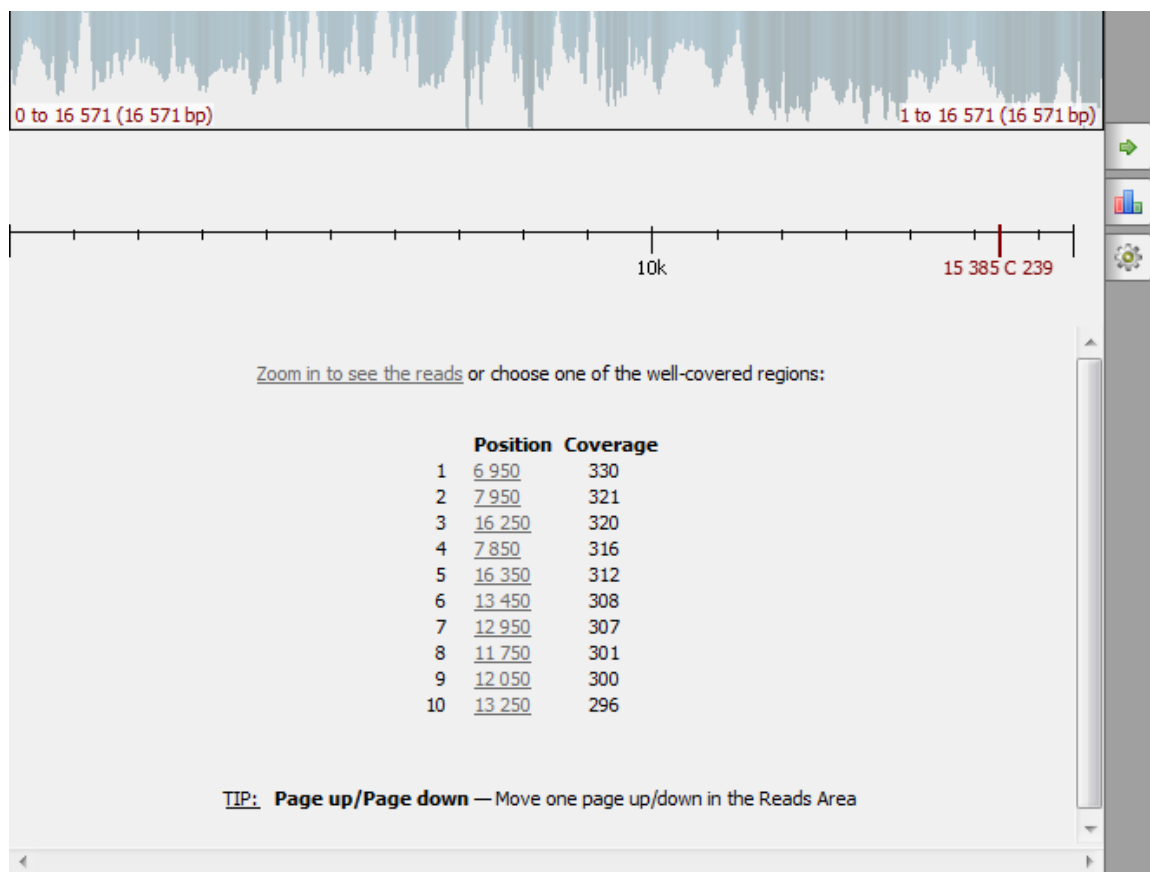 0 to 16 571 (16 571 bp) 1 to 16 571 (16 571 bp)
10k 15 385 C 239
Zoom in to see the reads or choose one of the well-covered regions:
Position Coverage
1 6 950 330
2 7 950 321
3 16 250 320
4 7 850 316
5 16 350 312
6 13 450 308
7 12 950 307
8 11 750 301
9 12 050 300
10 13 250 296
TIP: Page up/Page down — Move one page up/down in the Reads Area